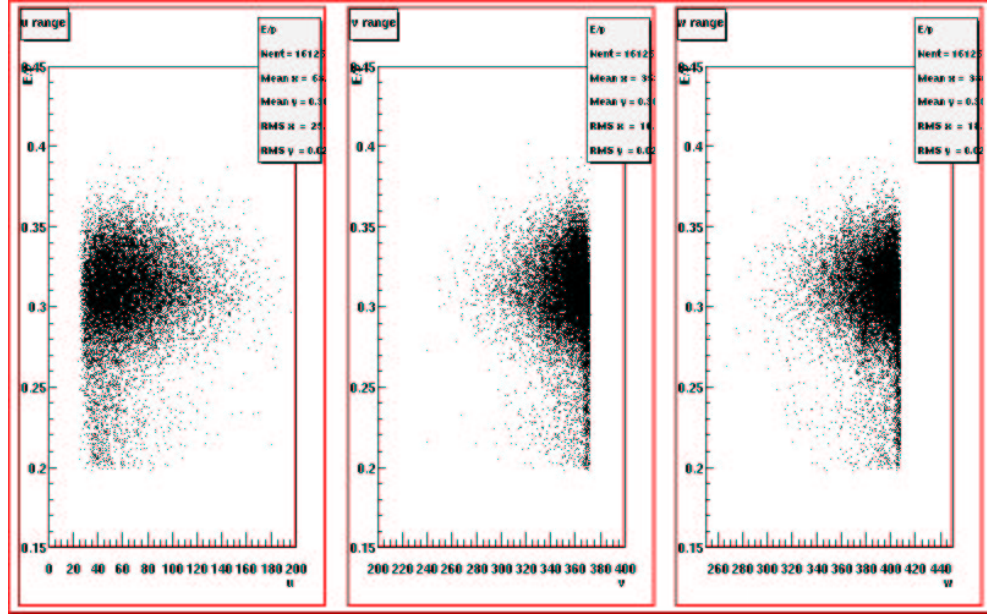 u range
E/p
Nent = 16125
Mean x =
Mean y =
RMS x =
RMS y =
0.45
0.4
0.35
0.3
0.25
0.2
0.15
E/p
0 20 40 60 80 100 120 140 160 180 200
u
v range
E/p
Nent = 16125
Mean x =
Mean y =
RMS x =
RMS y =
0.45
0.4
0.35
0.3
0.25
0.2
0.15
200 220 240 260 280 300 320 340 360 380 400
v
w range
E/p
Nent = 16125
Mean x =
Mean y =
RMS x =
RMS y =
0.45
0.4
0.35
0.3
0.25
0.2
0.15
260 280 300 320 340 360 380 400 420 440
w